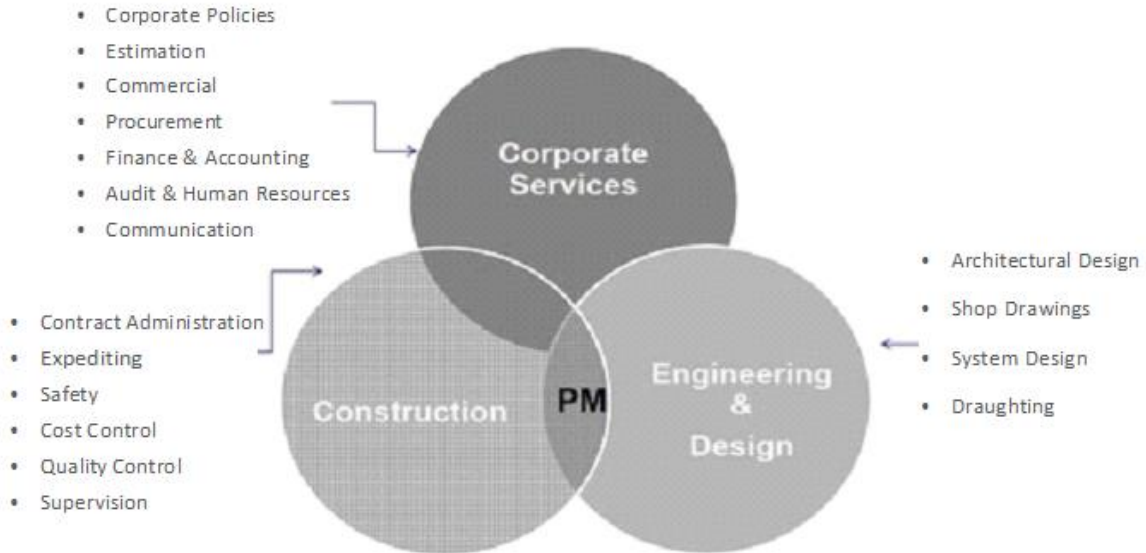 • Corporate Policies
• Estimation
• Commercial
• Procurement
• Finance & Accounting
• Audit & Human Resources
• Communication
Corporate
Services
• Contract Administration
• Expediting
• Safety
• Cost Control
• Quality Control
• Supervision
Construction
PM
Engineering
&
Design
• Architectural Design
• Shop Drawings
• System Design
• Draughting